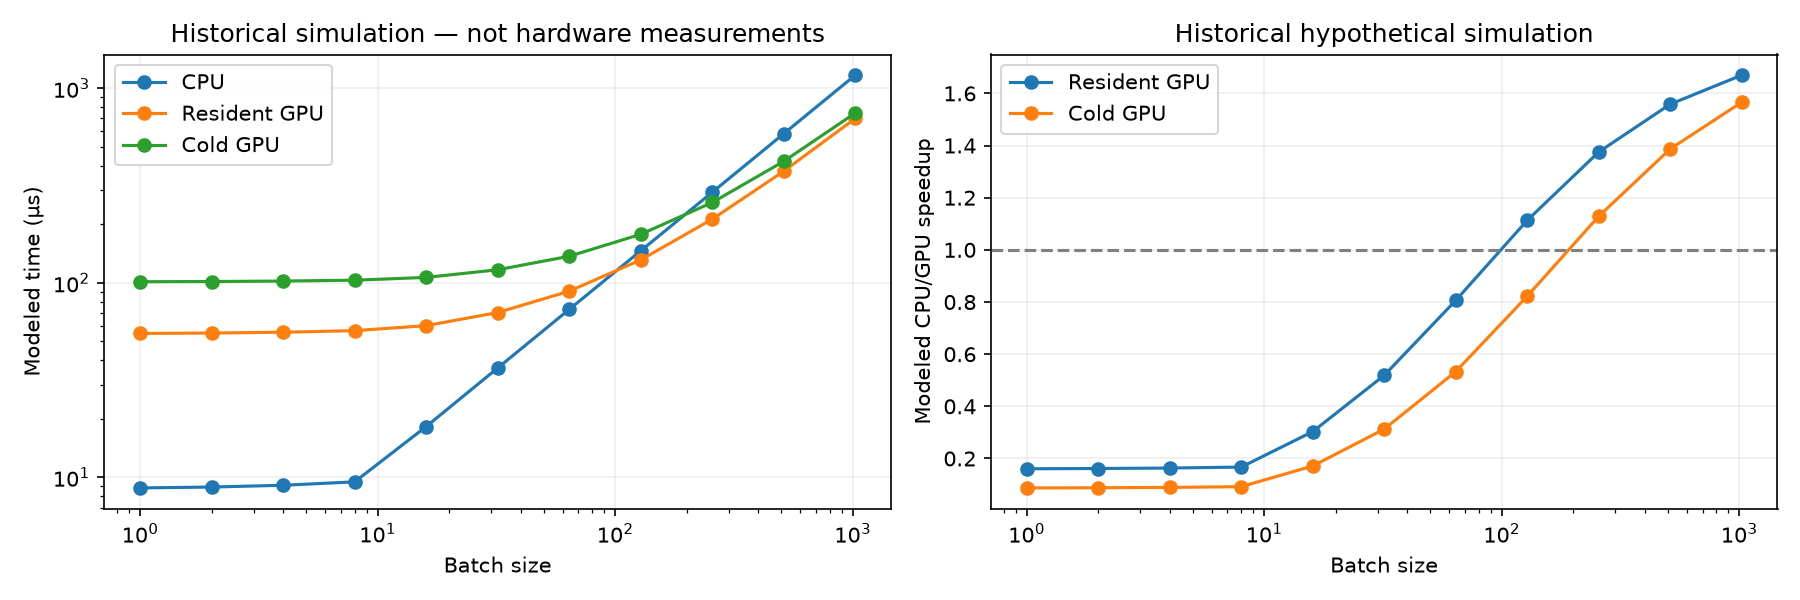 Historical simulation — not hardware measurements
CPU
Resident GPU
Cold GPU
Modeled time (µs)
10³
10²
10¹
10⁰
10¹
10²
10³
Batch size
Historical hypothetical simulation
Resident GPU
Cold GPU
Modeled CPU/GPU speedup
1.6
1.4
1.2
1.0
0.8
0.6
0.4
0.2
10⁰
10¹
10²
10³
Batch size